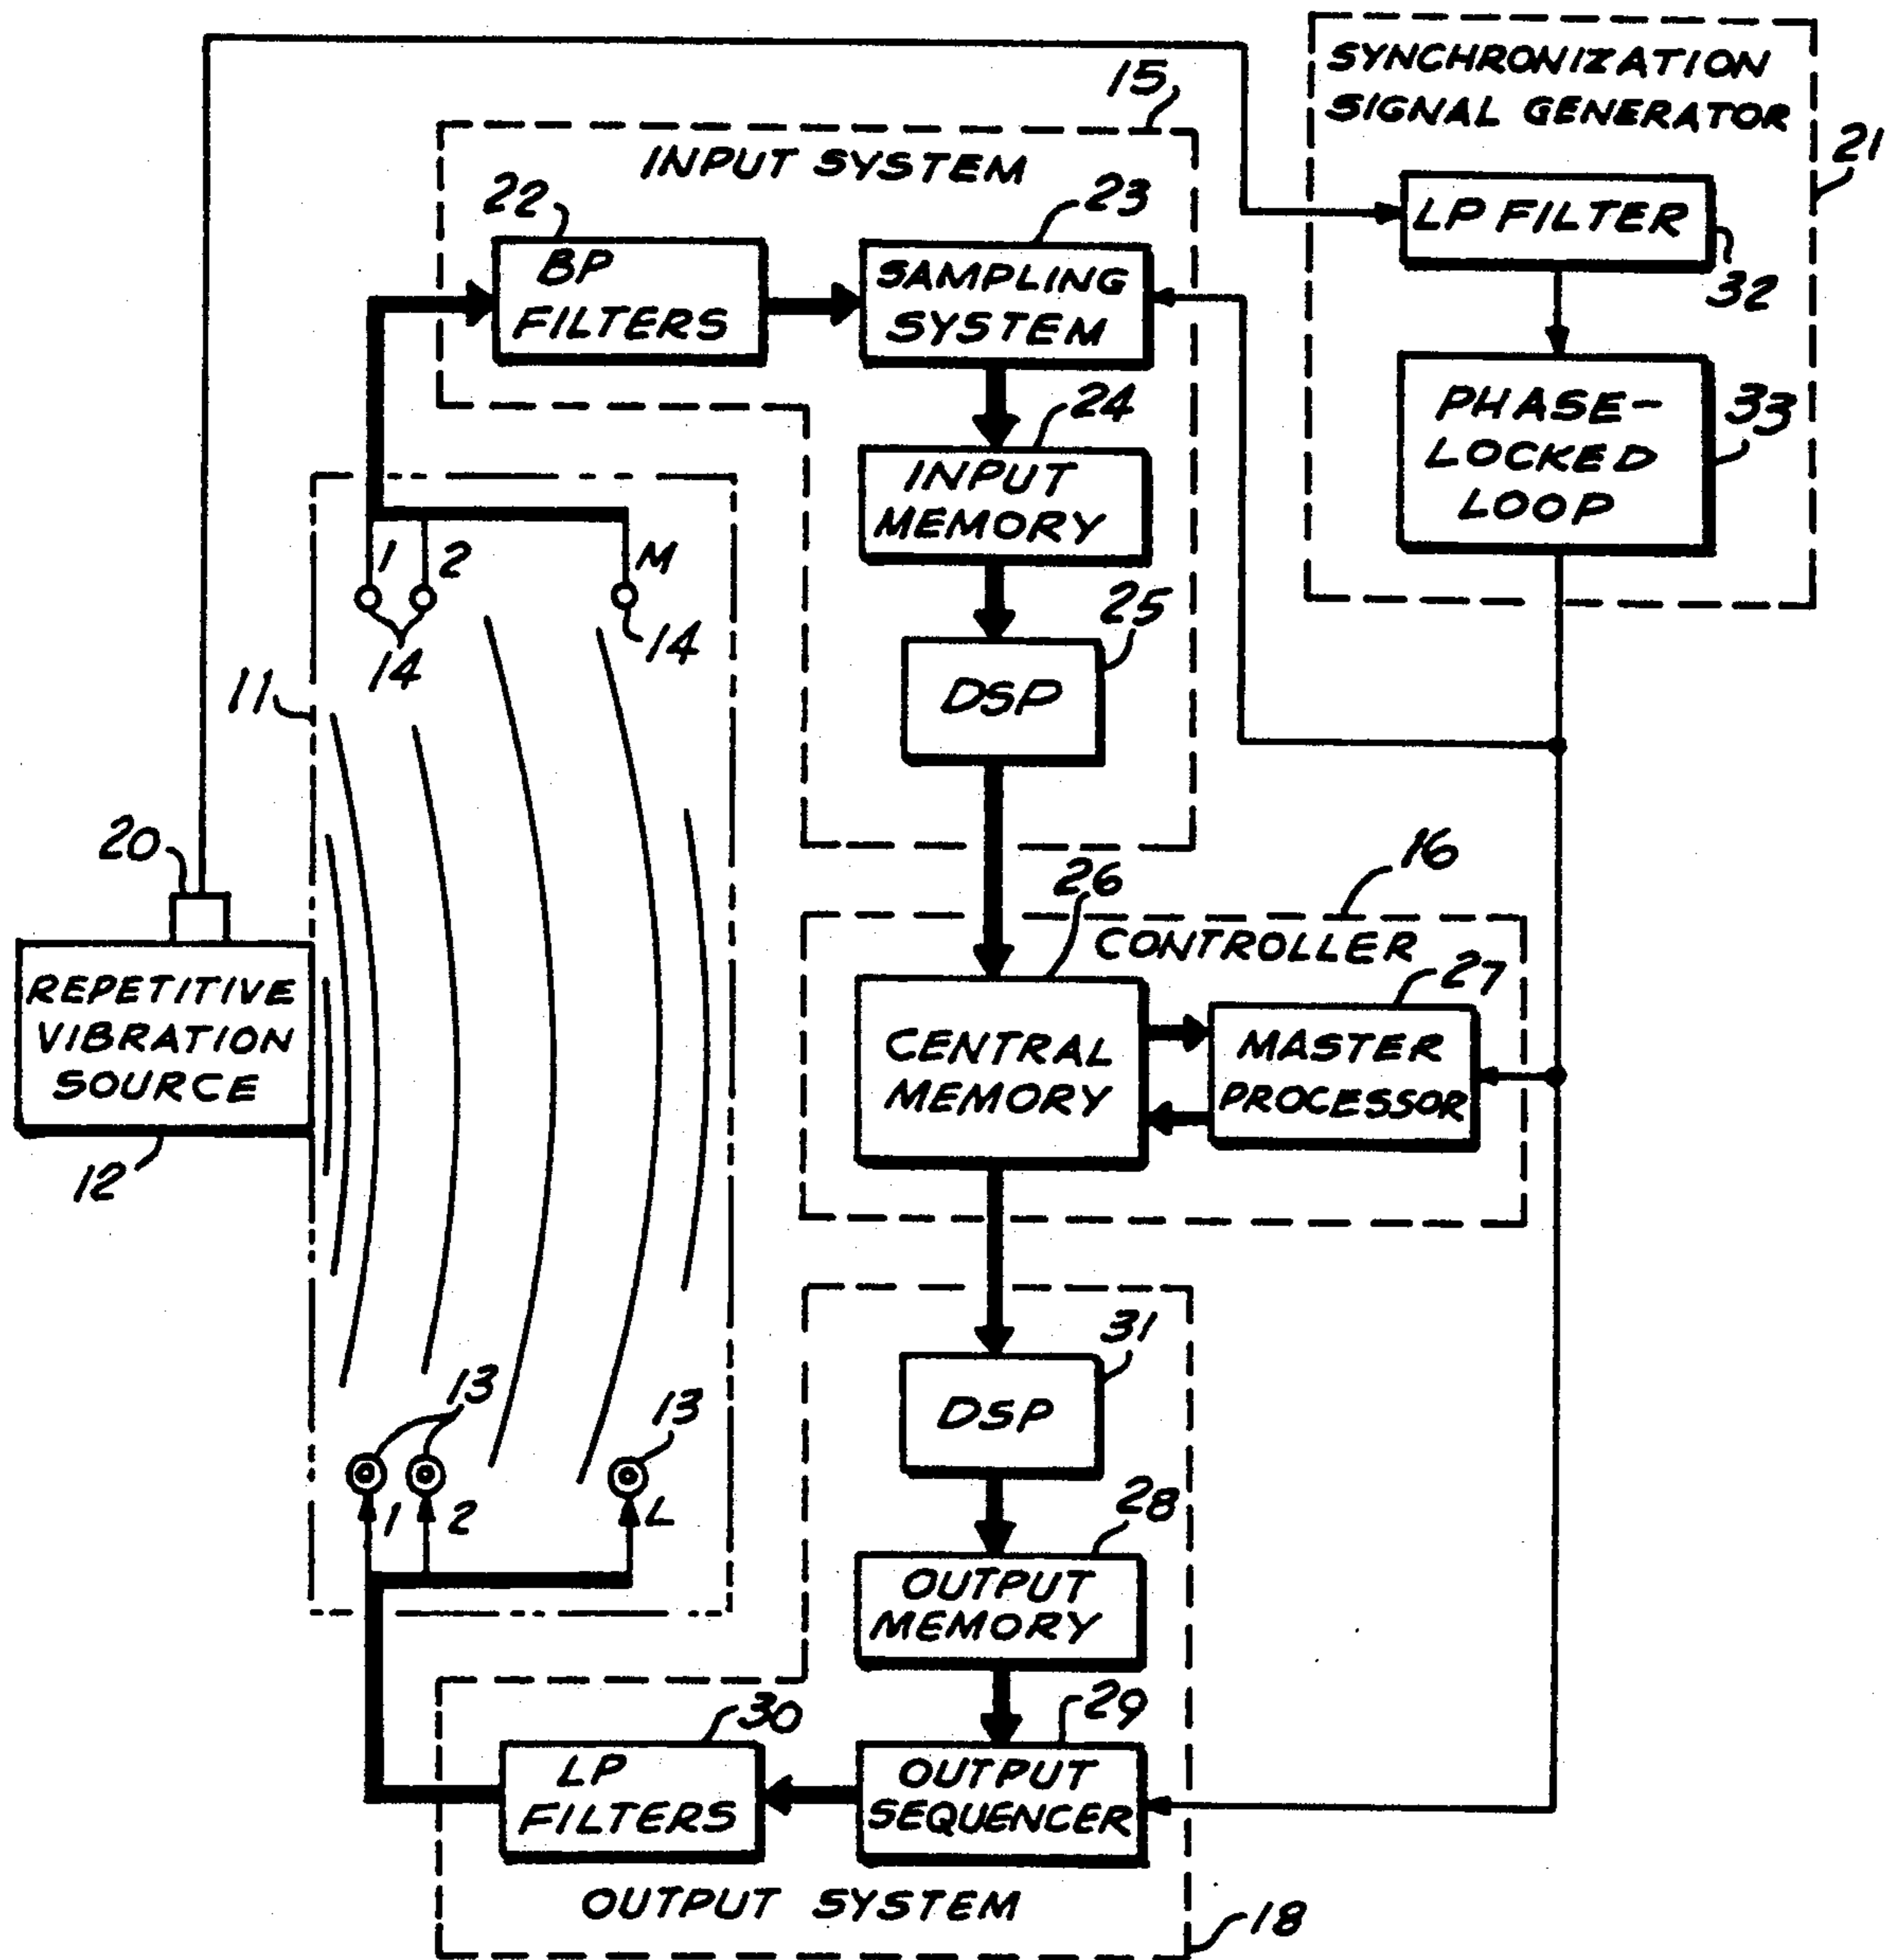 SYNCHRONIZATION
SIGNAL GENERATOR
21
15
INPUT SYSTEM
22
23
BP
FILTERS
SAMPLING
SYSTEM
LP FILTER
32
24
INPUT
MEMORY
PHASE-
LOCKED
LOOP
33
1
2
M
14
14
25
DSP
11
20
16
26
CONTROLLER
27
REPETITIVE
VIBRATION
SOURCE
12
CENTRAL
MEMORY
MASTER
PROCESSOR
31
DSP
13
13
1
2
L
28
OUTPUT
MEMORY
29
30
LP
FILTERS
OUTPUT
SEQUENCER
OUTPUT SYSTEM
18